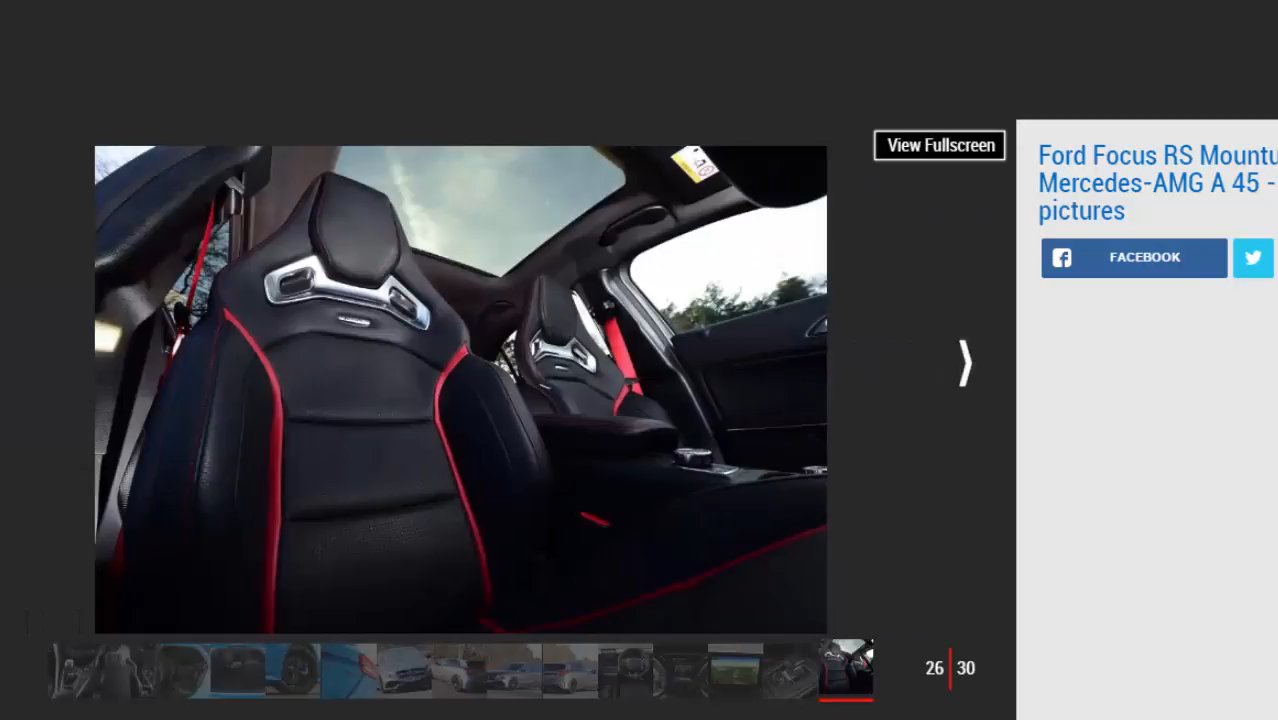 View Fullscreen
Ford Focus RS Mountu
Mercedes-AMG A 45 -
pictures
FACEBOOK
26 30